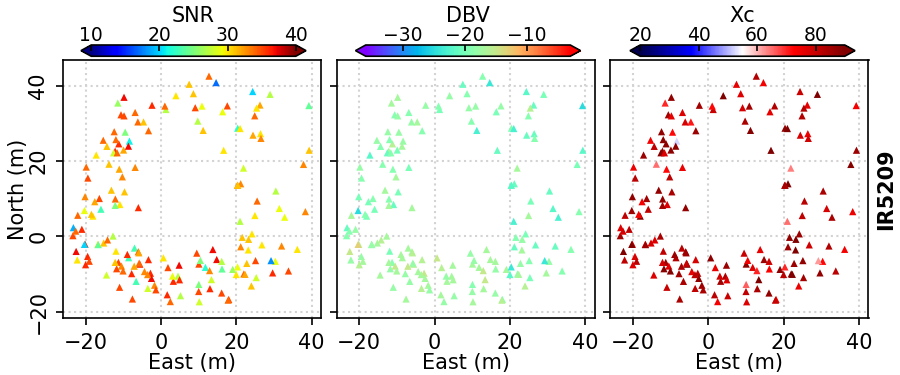 SNR DBV Xc
10 20 30 40 −30 −20 −10 20 40 60 80
40
20
0
−20
North (m)
IR5209
−20 0 20 40 −20 0 20 40 −20 0 20 40
East (m) East (m) East (m)